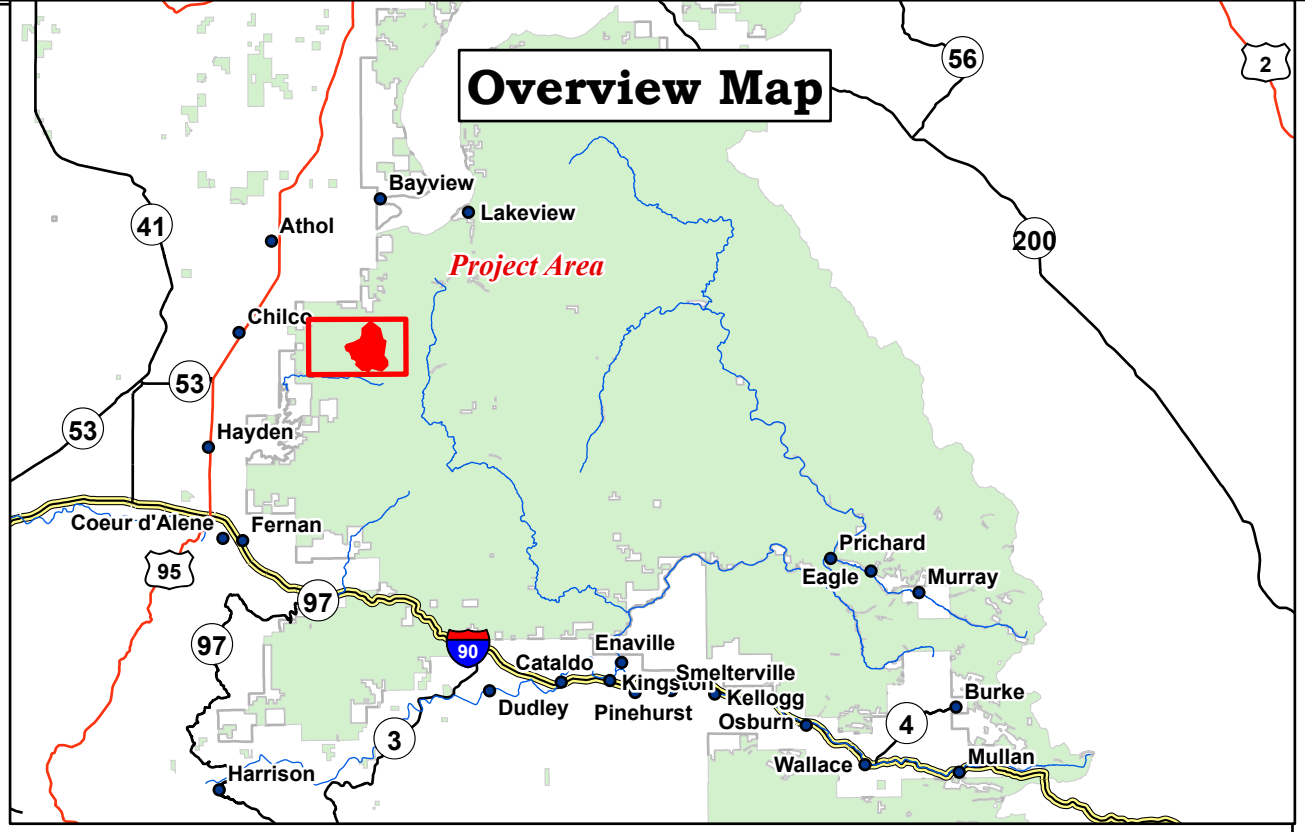 Overview Map
56
2
Bayview
Lakeview
41
Athol
200
Project Area
Chilco
53
53
Hayden
Coeur d'Alene
Fernan
95
Prichard
Eagle
Murray
97
97
90
Enaville
Cataldo
Smelterville
Kingston
Kellogg
Dudley
Pinehurst
Osburn
Burke
4
3
Wallace
Mullan
Harrison